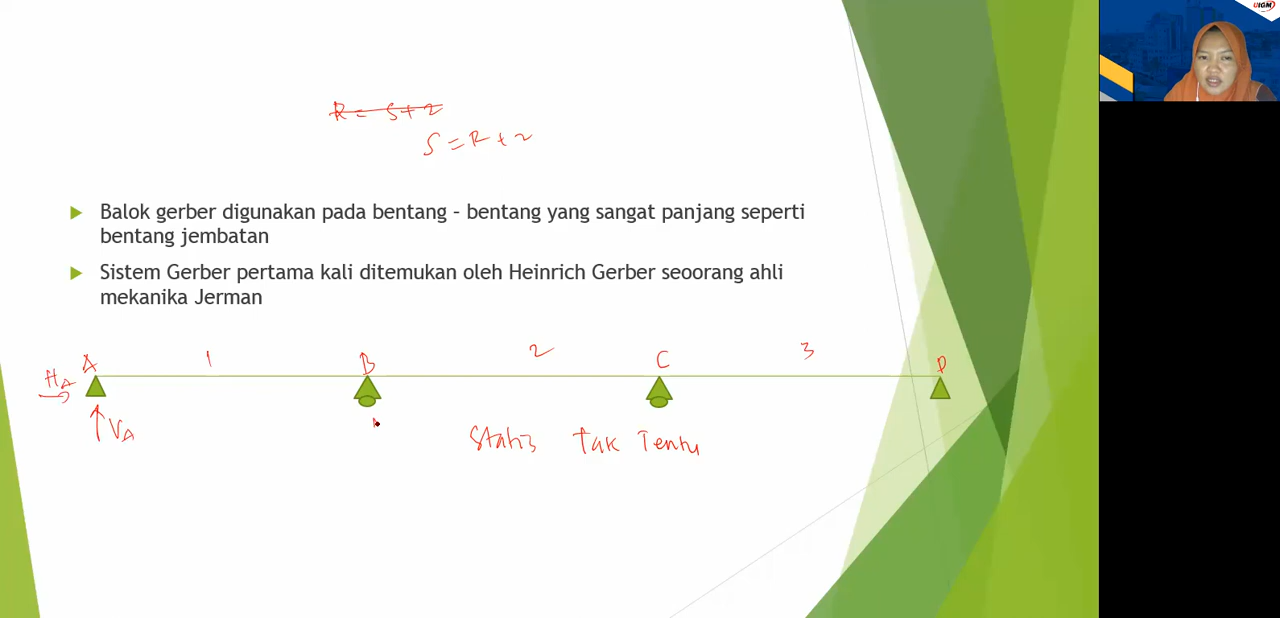 UIGM
R = S + 2
S = R + 2
Balok gerber digunakan pada bentang - bentang yang sangat panjang seperti
bentang jembatan
Sistem Gerber pertama kali ditemukan oleh Heinrich Gerber seoorang ahli
mekanika Jerman
A 1 B 2 C 3 D
HA
VA
Statis Tak Tentu